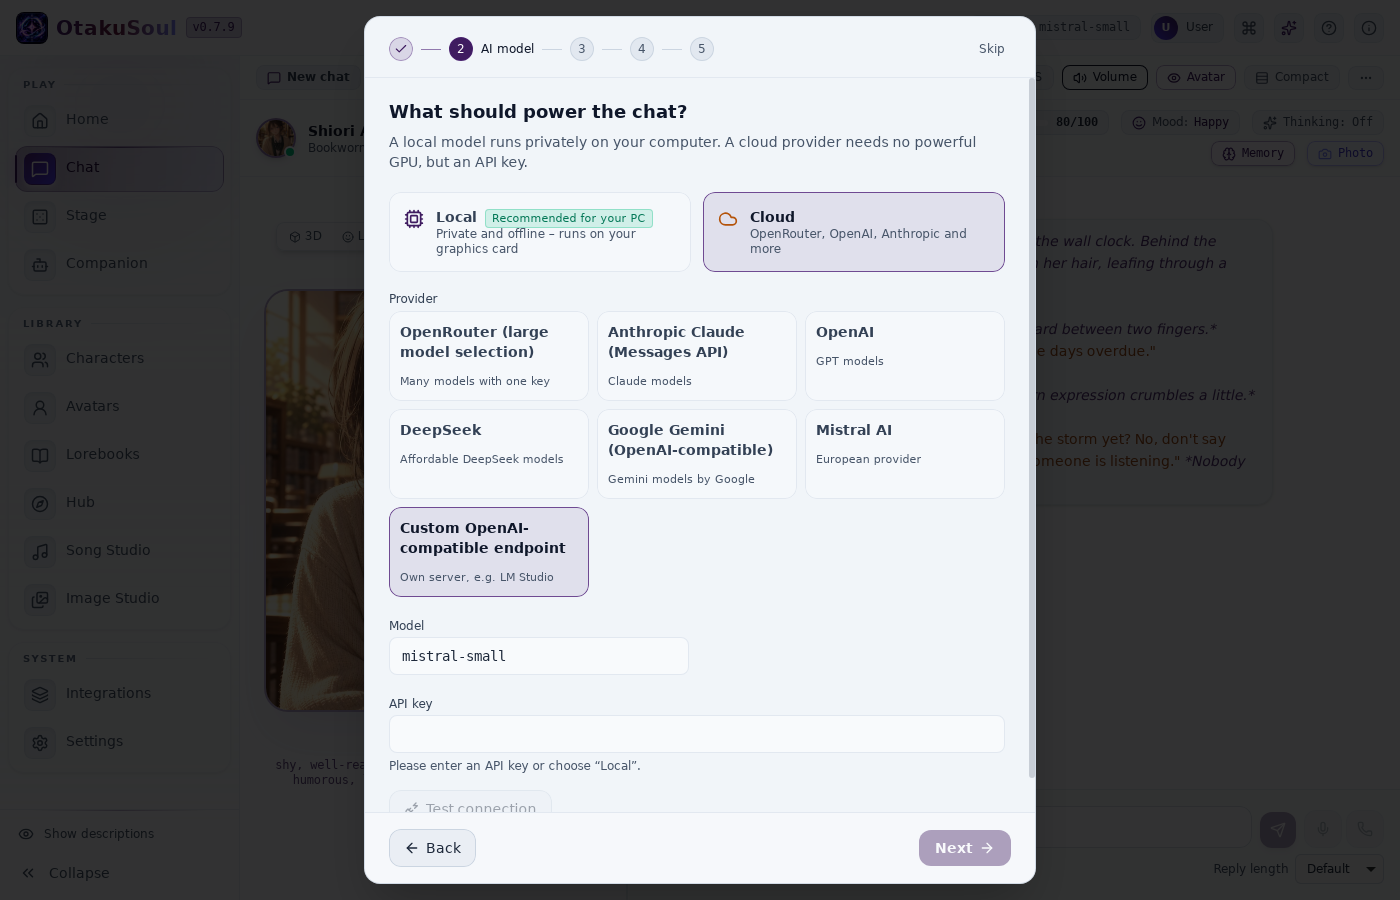 OtakuSoul v0.7.9
mistral-small
User
PLAY
Home
Chat
Stage
Companion
LIBRARY
Characters
Avatars
Lorebooks
Hub
Song Studio
Image Studio
SYSTEM
Integrations
Settings
Show descriptions
Collapse
New chat
Volume
Avatar
Compact
Shiori
80/100
Mood: Happy
Thinking: Off
Memory
Photo
3D
the wall clock. Behind the
her hair, leafing through a
between two fingers.*
days overdue."
expression crumbles a little.*
the storm yet? No, don't say
is listening." *Nobody
shy,
humorous,
Reply length
Default
2
AI model
3
4
5
Skip
What should power the chat?
A local model runs privately on your computer. A cloud provider needs no powerful
GPU, but an API key.
Local Recommended for your PC
Private and offline – runs on your
graphics card
Cloud
OpenRouter, OpenAI, Anthropic and
more
Provider
OpenRouter (large
model selection)
Many models with one key
Anthropic Claude
(Messages API)
Claude models
OpenAI
GPT models
DeepSeek
Affordable DeepSeek models
Google Gemini
(OpenAI-compatible)
Gemini models by Google
Mistral AI
European provider
Custom OpenAI-
compatible endpoint
Own server, e.g. LM Studio
Model
mistral-small
API key
Please enter an API key or choose “Local”.
Test connection
Back
Next